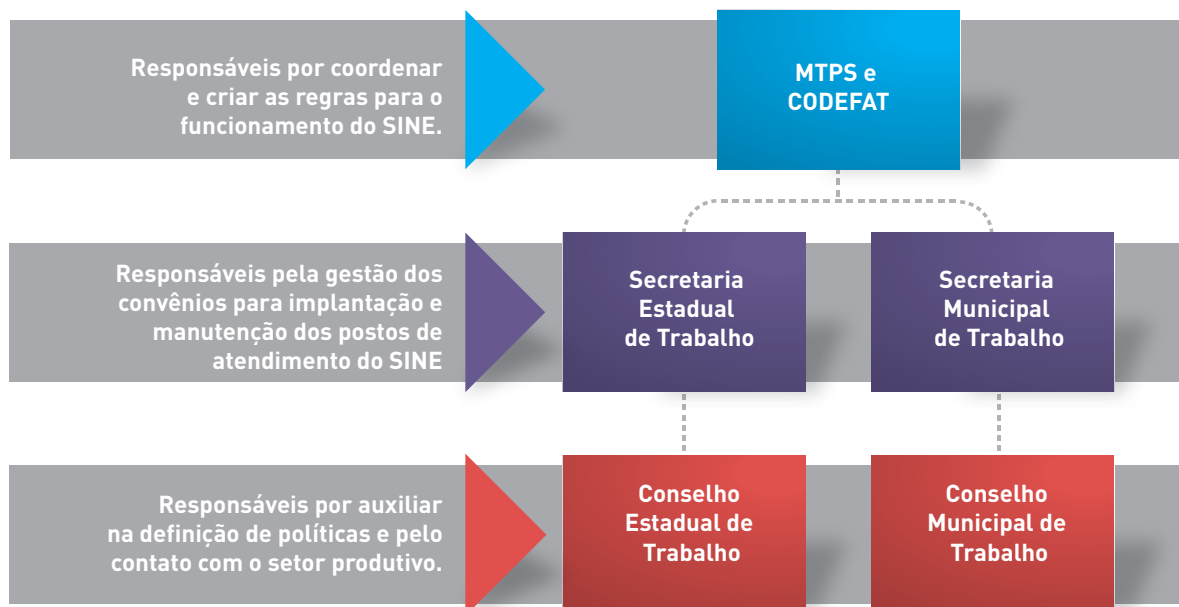 Responsáveis por coordenar
e criar as regras para o
funcionamento do SINE.
MTPS e
CODEFAT
Responsáveis pela gestão dos
convênios para implantação e
manutenção dos postos de
atendimento do SINE
Secretaria
Estadual
de Trabalho
Secretaria
Municipal
de Trabalho
Responsáveis por auxiliar
na definição de políticas e pelo
contato com o setor produtivo.
Conselho
Estadual de
Trabalho
Conselho
Municipal de
Trabalho